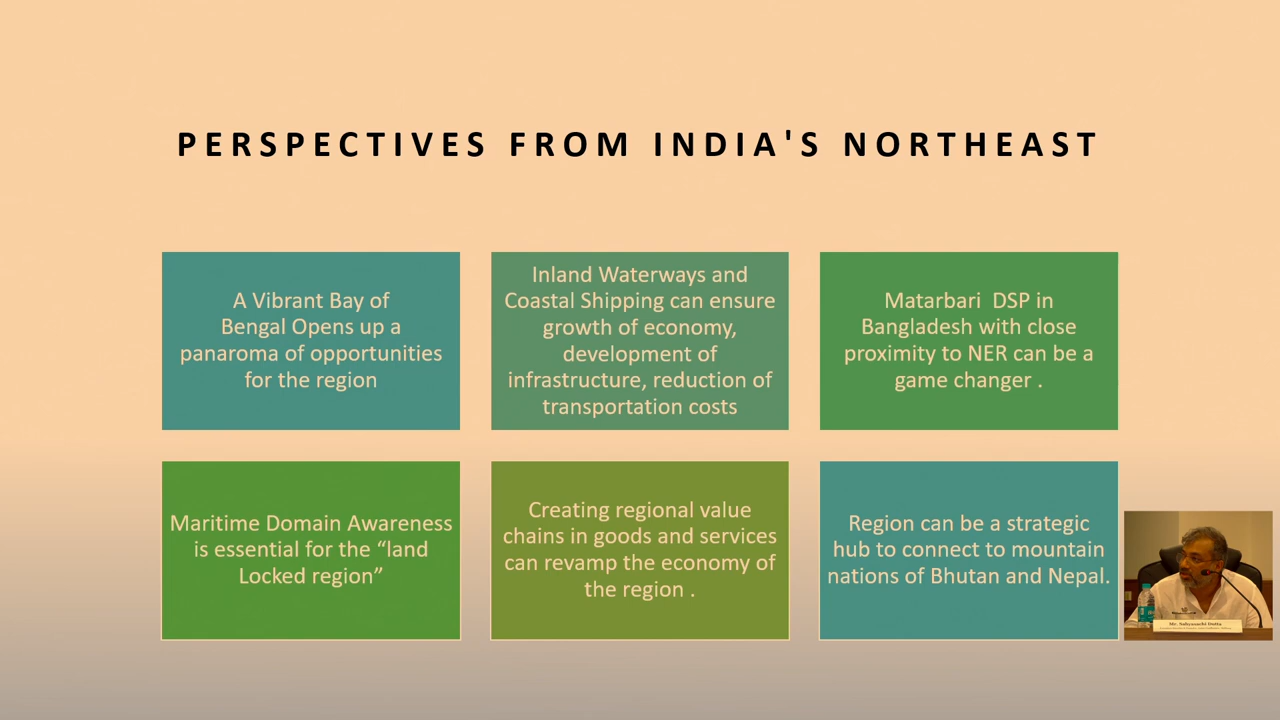 PERSPECTIVES FROM INDIA'S NORTHEAST
A Vibrant Bay of
Bengal Opens up a
panaroma of opportunities
for the region
Inland Waterways and
Coastal Shipping can ensure
growth of economy,
development of
infrastructure, reduction of
transportation costs
Matarbari  DSP in
Bangladesh with close
proximity to NER can be a
game changer .
Maritime Domain Awareness
is essential for the “land
Locked region”
Creating regional value
chains in goods and services
can revamp the economy of
the region .
Region can be a strategic
hub to connect to mountain
nations of Bhutan and Nepal.
Mr. Sabyasachi Dutta